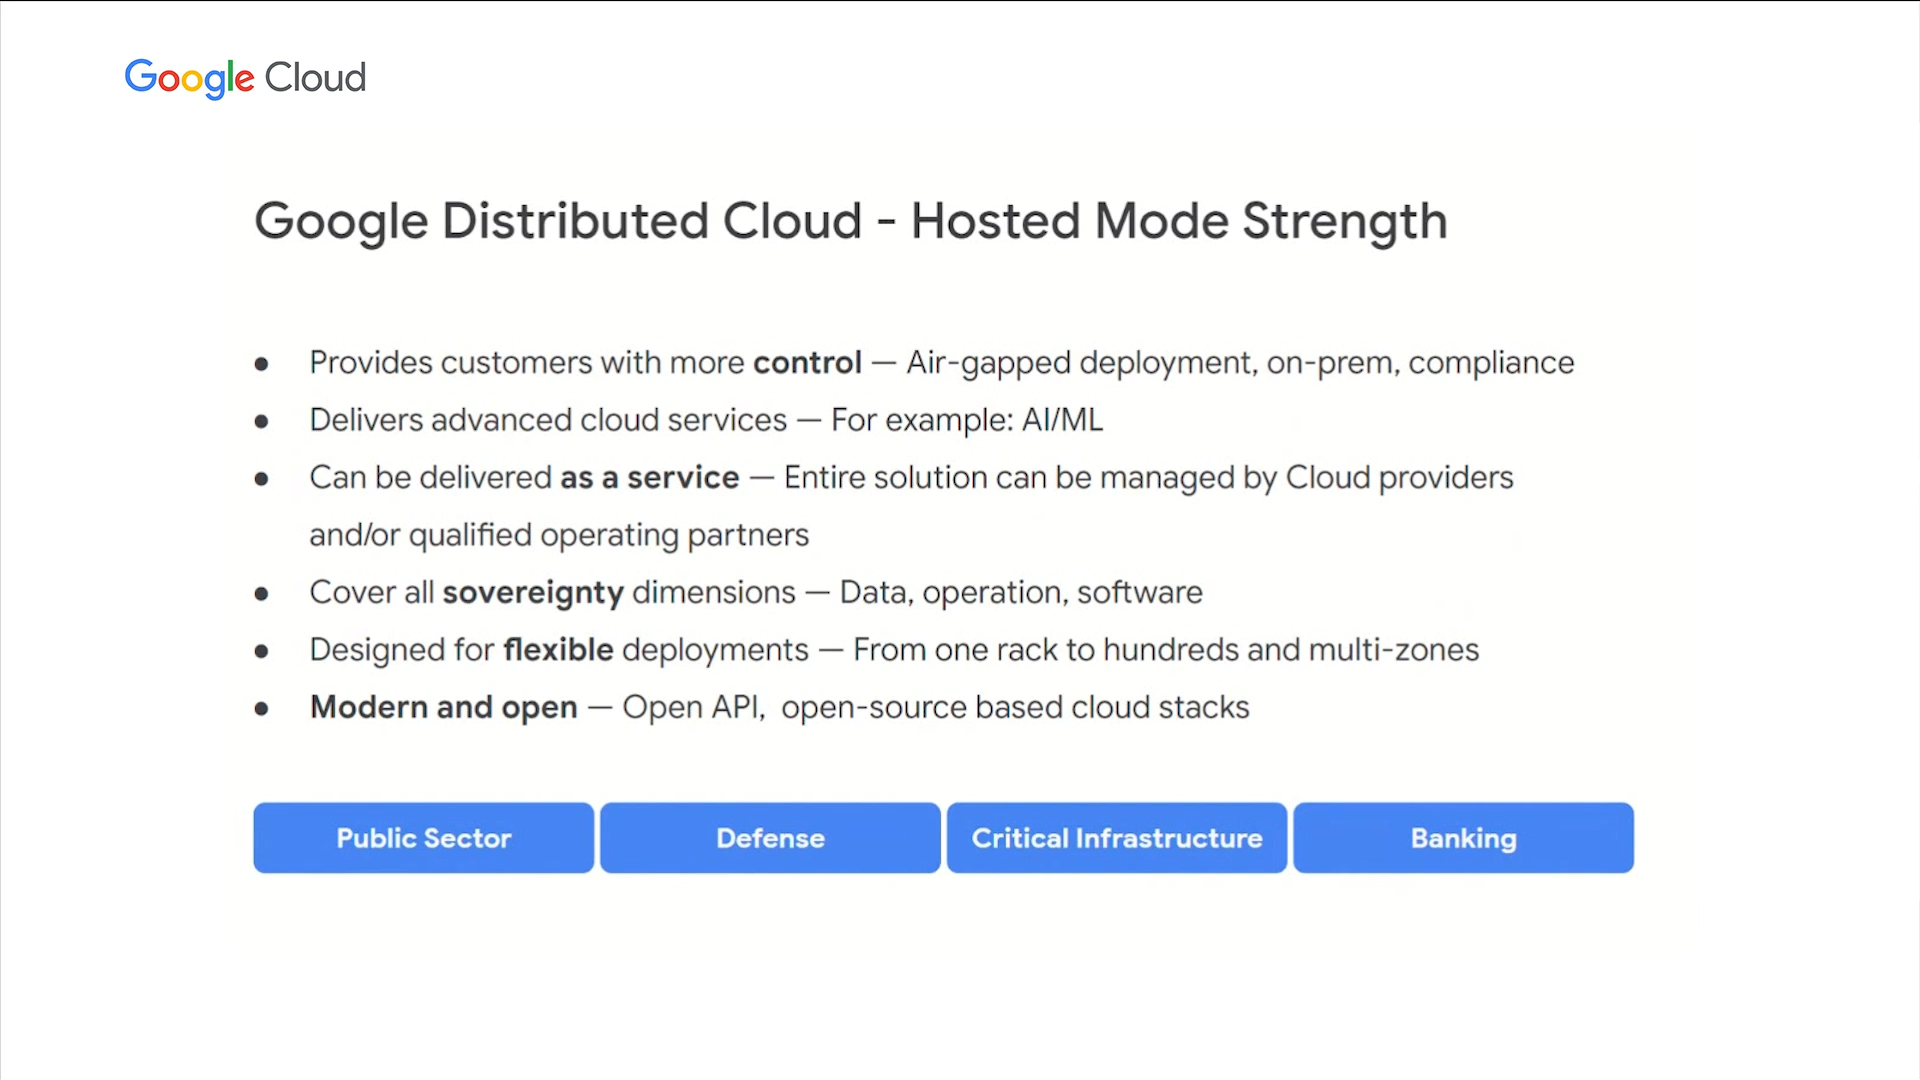 Google Cloud
Google Distributed Cloud - Hosted Mode Strength
● Provides customers with more control — Air-gapped deployment, on-prem, compliance
● Delivers advanced cloud services — For example: AI/ML
● Can be delivered as a service — Entire solution can be managed by Cloud providers
and/or qualified operating partners
● Cover all sovereignty dimensions — Data, operation, software
● Designed for flexible deployments — From one rack to hundreds and multi-zones
● Modern and open — Open API,  open-source based cloud stacks
Public Sector
Defense
Critical Infrastructure
Banking